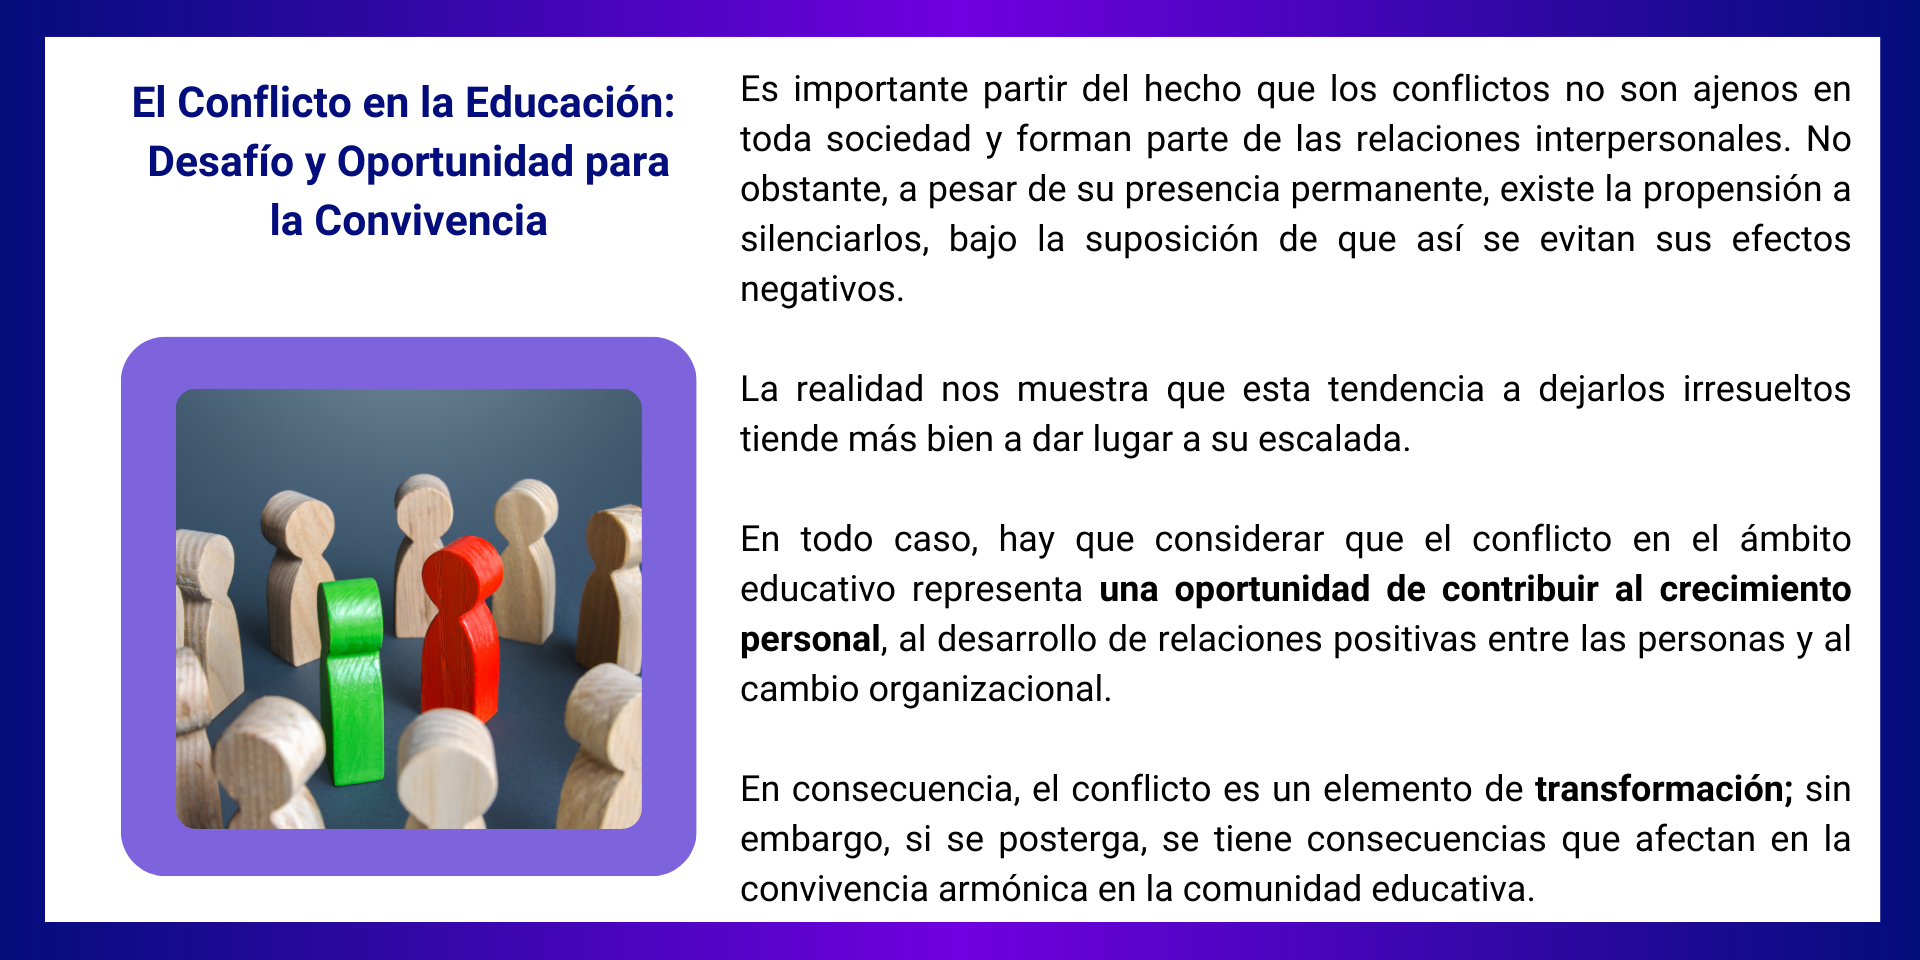 El Conflicto en la Educación:
Desafío y Oportunidad para
la Convivencia
Es importante partir del hecho que los conflictos no son ajenos en
toda sociedad y forman parte de las relaciones interpersonales. No
obstante, a pesar de su presencia permanente, existe la propensión a
silenciarlos, bajo la suposición de que así se evitan sus efectos
negativos.
La realidad nos muestra que esta tendencia a dejarlos irresueltos
tiende más bien a dar lugar a su escalada.
En todo caso, hay que considerar que el conflicto en el ámbito
educativo representa una oportunidad de contribuir al crecimiento
personal, al desarrollo de relaciones positivas entre las personas y al
cambio organizacional.
En consecuencia, el conflicto es un elemento de transformación; sin
embargo, si se posterga, se tiene consecuencias que afectan en la
convivencia armónica en la comunidad educativa.